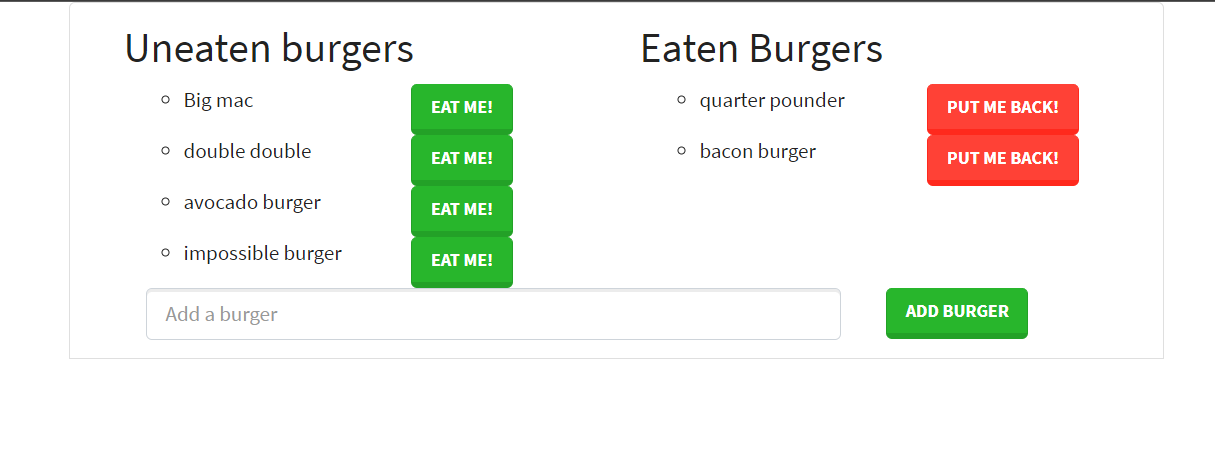 Uneaten burgers
Big mac EAT ME!
double double EAT ME!
avocado burger EAT ME!
impossible burger EAT ME!
Eaten Burgers
quarter pounder PUT ME BACK!
bacon burger PUT ME BACK!
Add a burger ADD BURGER